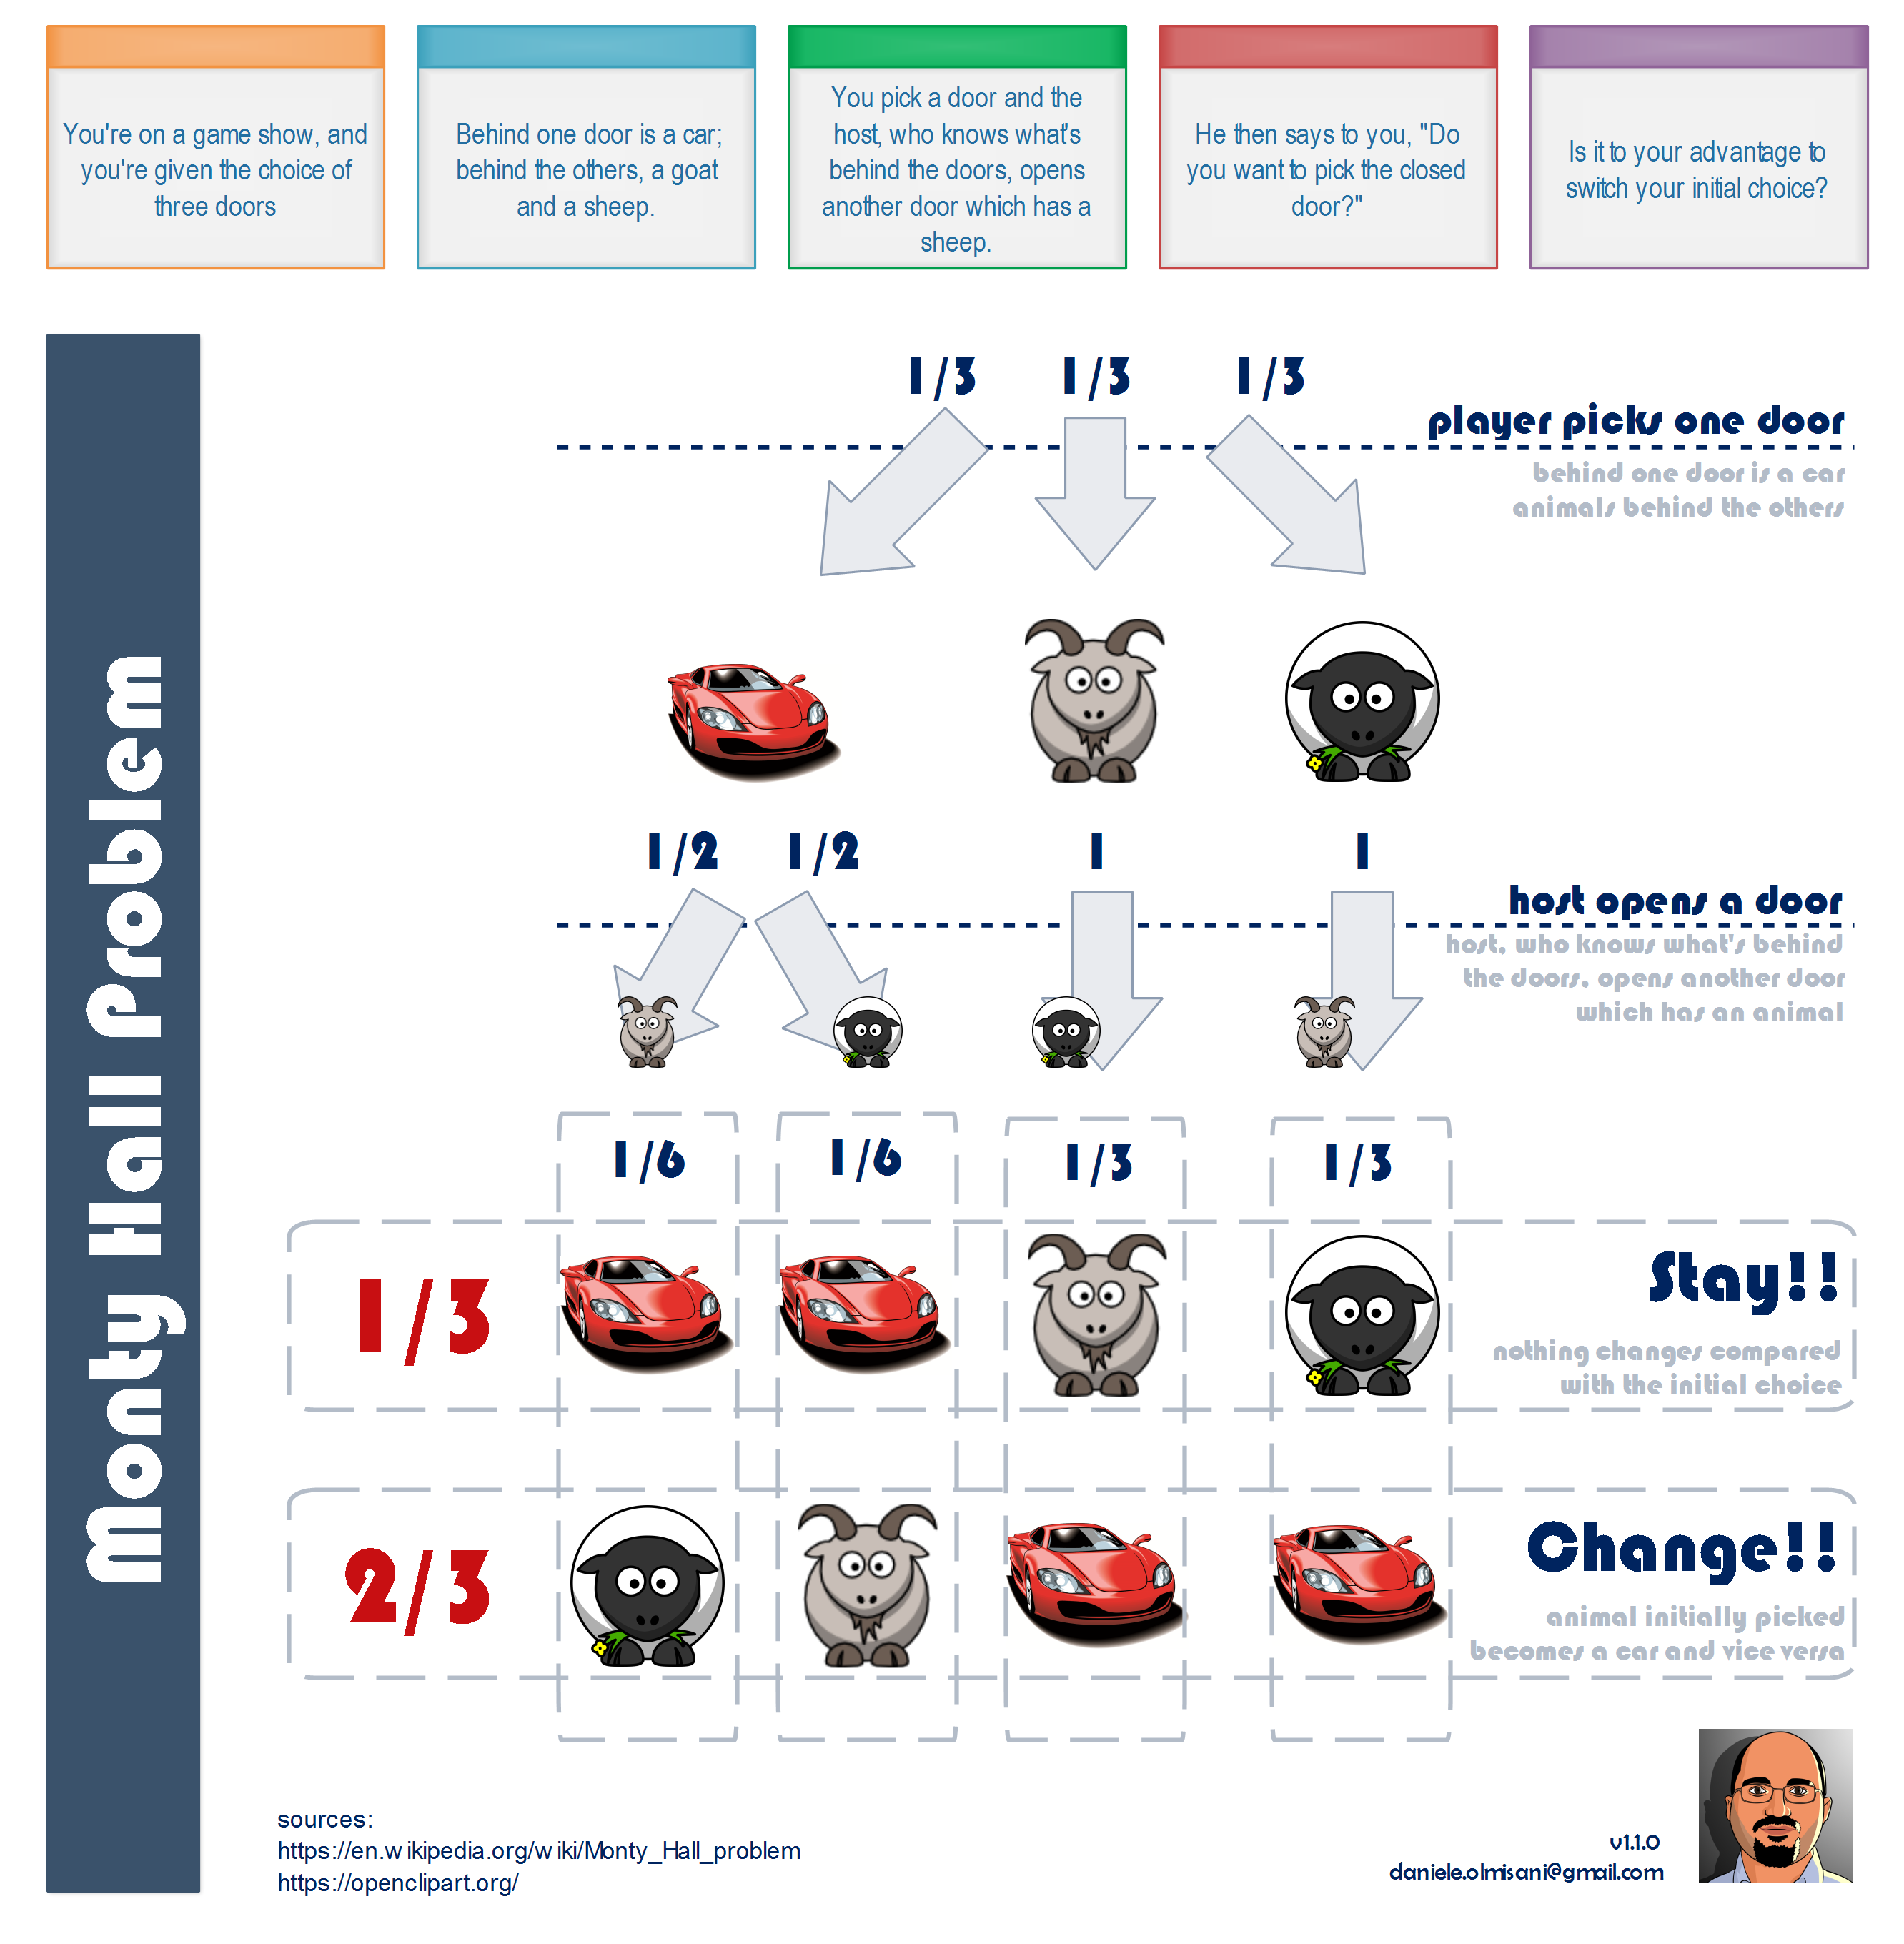 You're on a game show, and
you're given the choice of
three doors
Behind one door is a car;
behind the others, a goat
and a sheep.
You pick a door and the
host, who knows what's
behind the doors, opens
another door which has a
sheep.
He then says to you, "Do
you want to pick the closed
door?"
Is it to your advantage to
switch your initial choice?
Monty Hall Problem
1/3 1/3 1/3
player picks one door
behind one door is a car
animals behind the others
1/2 1/2 1 1
host opens a door
host, who knows what's behind
the doors, opens another door
which has an animal
1/6 1/6 1/3 1/3
1/3
Stay!!
nothing changes compared
with the initial choice
2/3
Change!!
animal initially picked
becomes a car and vice versa
sources:
https://en.wikipedia.org/wiki/Monty_Hall_problem
https://openclipart.org/
v1.1.0
daniele.olmisani@gmail.com